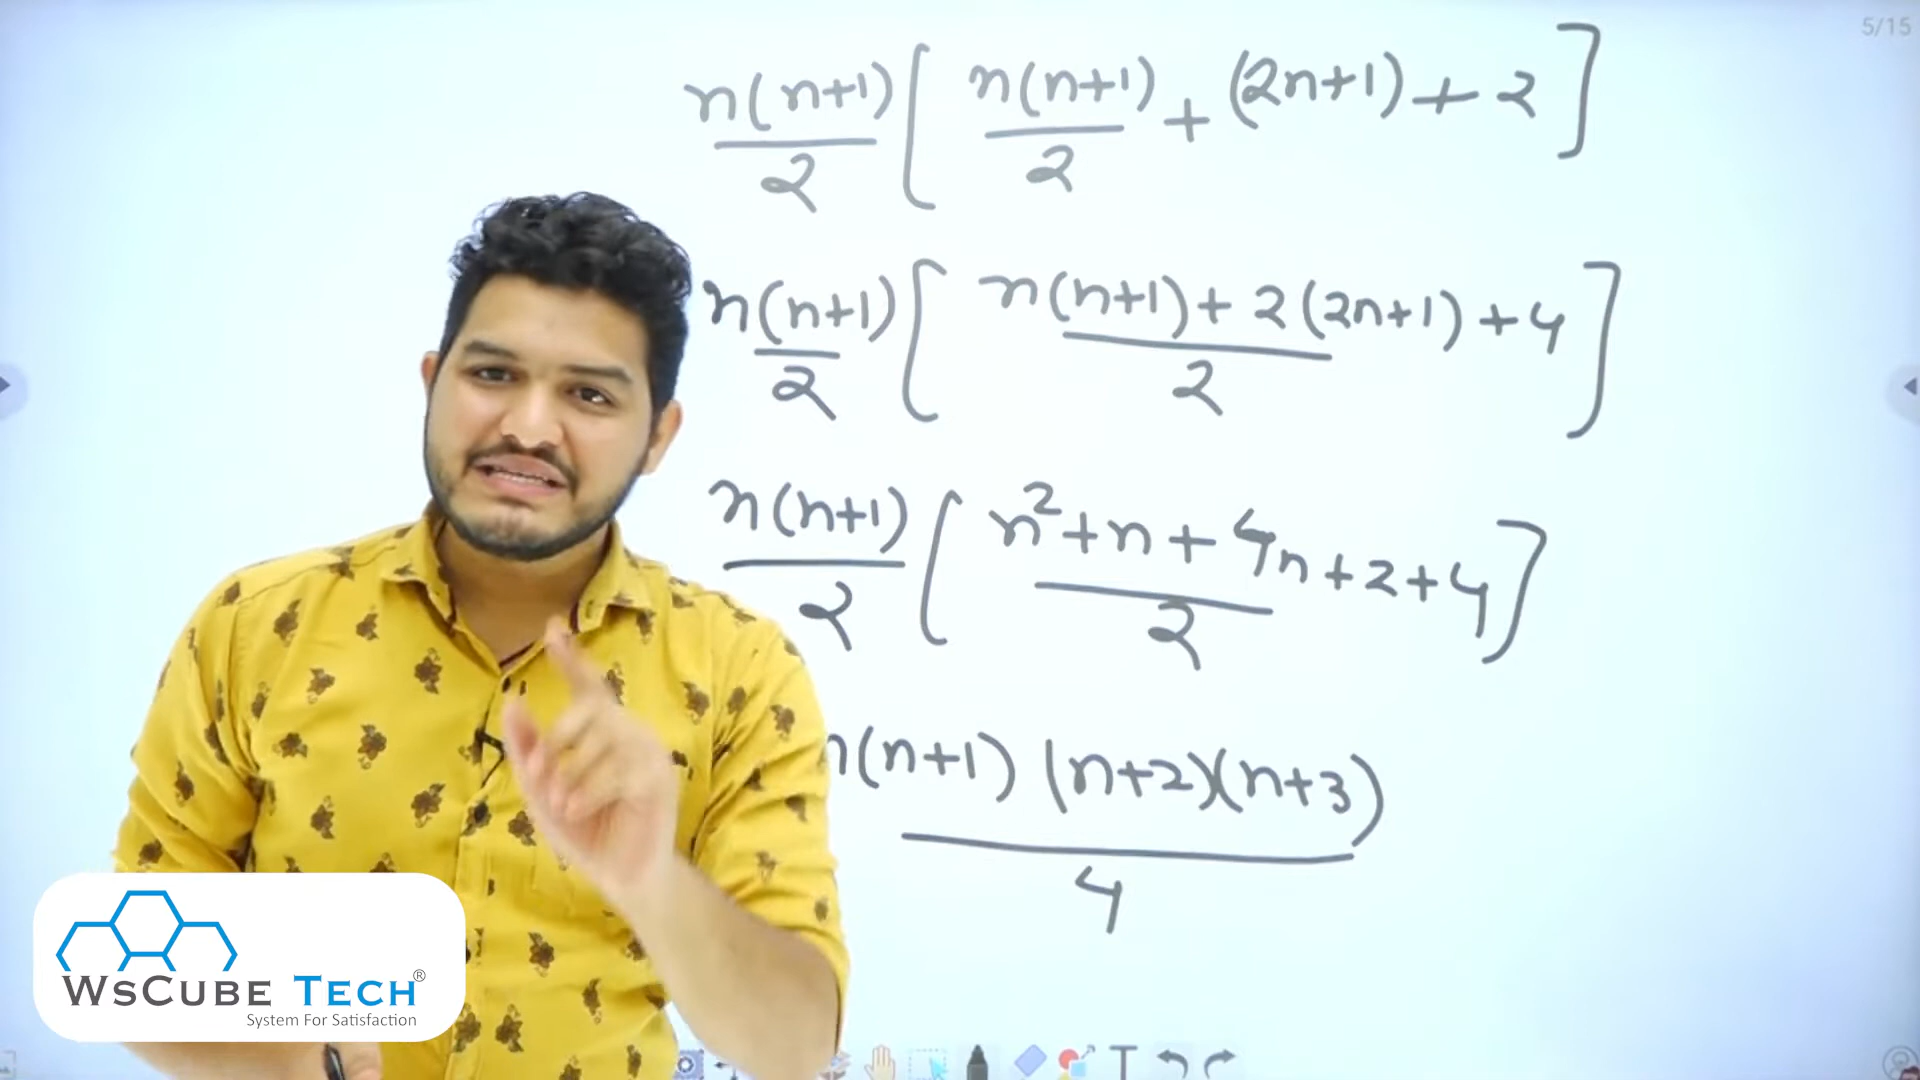 5/15
n(n+1)/2 [ n(n+1)/2 + (2n+1) + 2 ]
n(n+1)/2 [ n(n+1) + 2(2n+1) + 4 / 2 ]
n(n+1)/2 [ n² + n + 4n + 2 + 4 / 2 ]
n(n+1) (n+2)(n+3) / 4
WsCube Tech®
System For Satisfaction
T